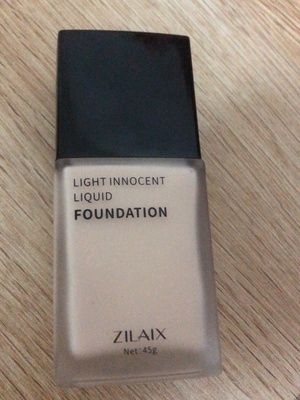 LIGHT INNOCENT
LIQUID
FOUNDATION
ZILAIX
Net:45g